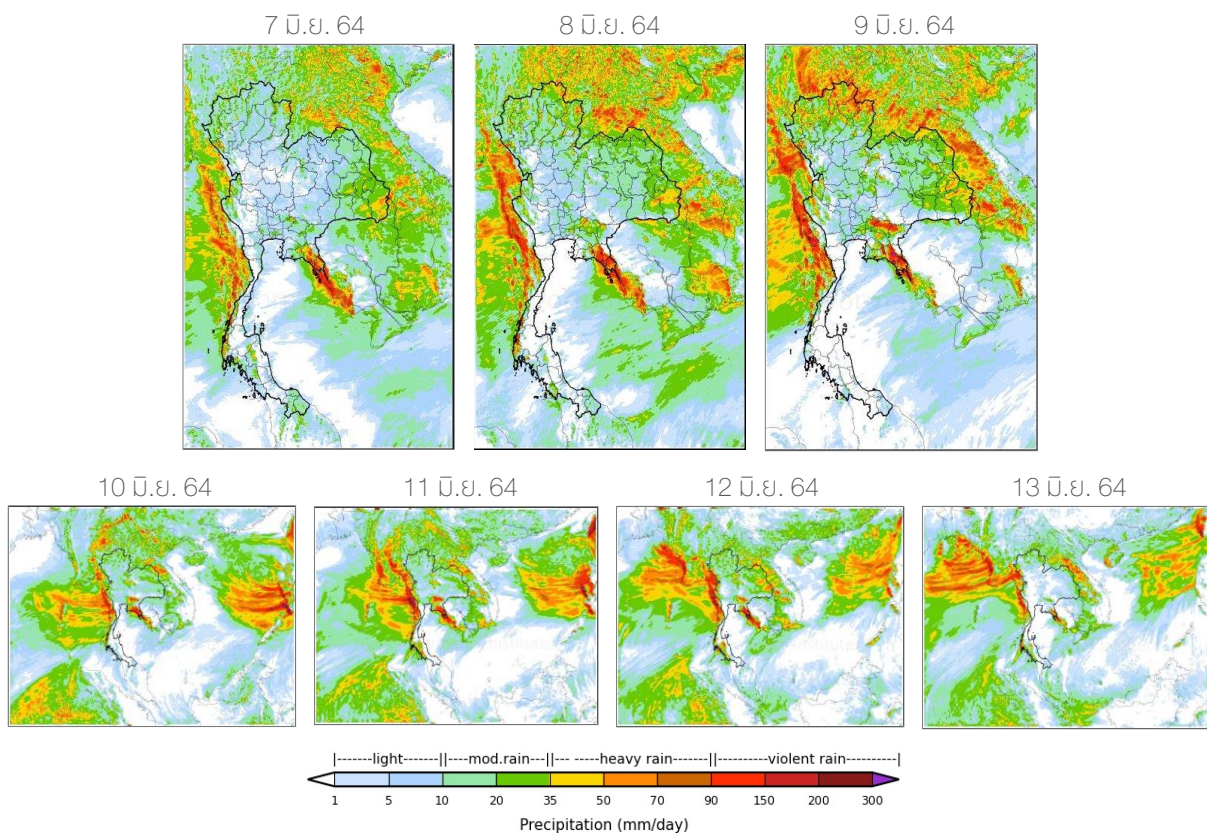 7 มิ.ย. 64
8 มิ.ย. 64
9 มิ.ย. 64
10 มิ.ย. 64
11 มิ.ย. 64
12 มิ.ย. 64
13 มิ.ย. 64
|-------light-------||----mod.rain----||--- --------heavy rain--------||---------violent rain---------|
1 5 10 20 35 50 70 90 150 200 300
Precipitation (mm/day)